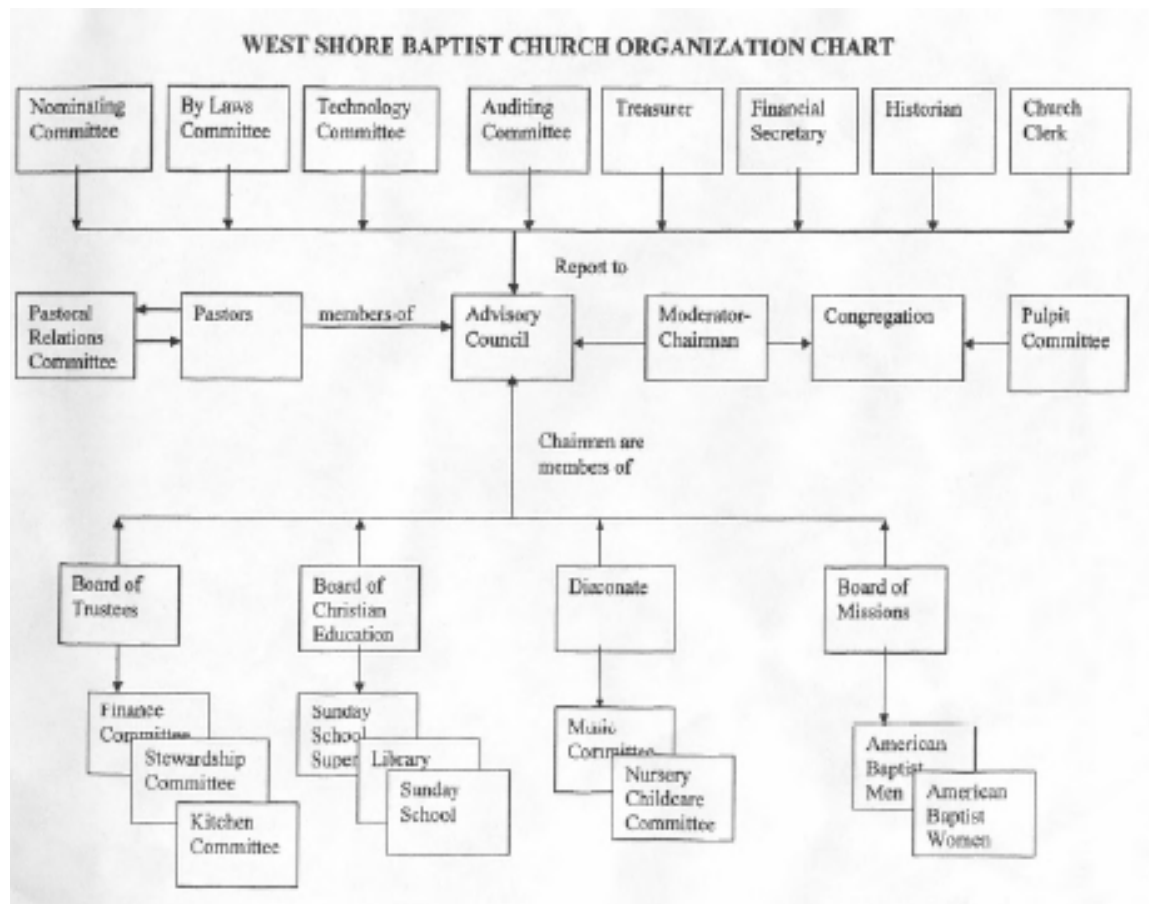 WEST SHORE BAPTIST CHURCH ORGANIZATION CHART
Nominating
Committee
By Laws
Committee
Technology
Committee
Auditing
Committee
Treasurer
Financial
Secretary
Historian
Church
Clerk
Report to
Pastoral
Relations
Committee
Pastors
members of
Advisory
Council
Moderator-
Chairman
Congregation
Pulpit
Committee
Chairmen are
members of
Board of
Trustees
Board of
Christian
Education
Diaconate
Board of
Missions
Finance
Committee
Stewardship
Committee
Kitchen
Committee
Sunday
School
Super
Library
Sunday
School
Music
Committee
Nursery
Childcare
Committee
American
Baptist
Men
American
Baptist
Women